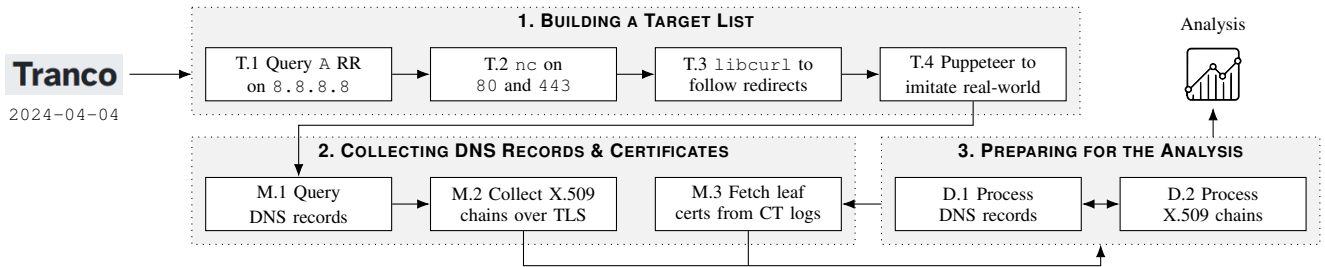 1. BUILDING A TARGET LIST
Analysis
Tranco
2024-04-04
T.1 Query A RR
on 8.8.8.8
T.2 nc on
80 and 443
T.3 libcurl to
follow redirects
T.4 Puppeteer to
imitate real-world
2. COLLECTING DNS RECORDS & CERTIFICATES
M.1 Query
DNS records
M.2 Collect X.509
chains over TLS
M.3 Fetch leaf
certs from CT logs
3. PREPARING FOR THE ANALYSIS
D.1 Process
DNS records
D.2 Process
X.509 chains